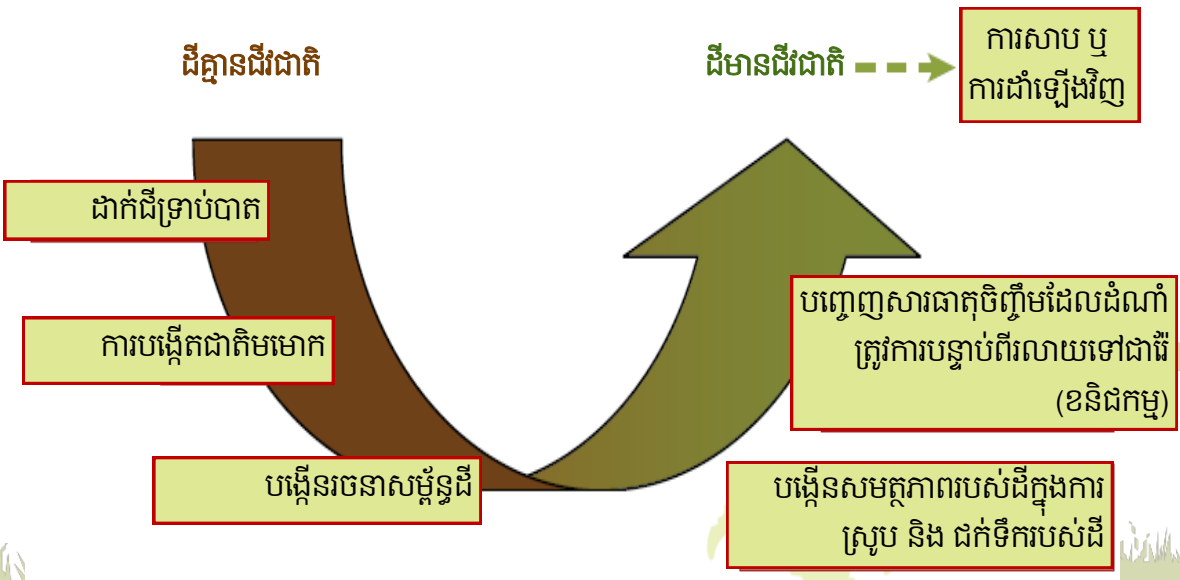 ដីគ្មានជីវជាតិ
ដីមានជីវជាតិ
ការសាប ឬ
ការដាំឡើងវិញ
ដាក់ជីទ្រាប់បាត
ការបង្កើតជាតិមមោក
បង្កើនរចនាសម្ព័ន្ធដី
បញ្ចេញសារធាតុចិញ្ចឹមដែលដំណាំ
ត្រូវការបន្ទាប់ពីរលាយទៅជារ៉ែ
(ខនិជកម្ម)
បង្កើនសមត្ថភាពរបស់ដីក្នុងការ
ស្រូប និង ជក់ទឹករបស់ដី